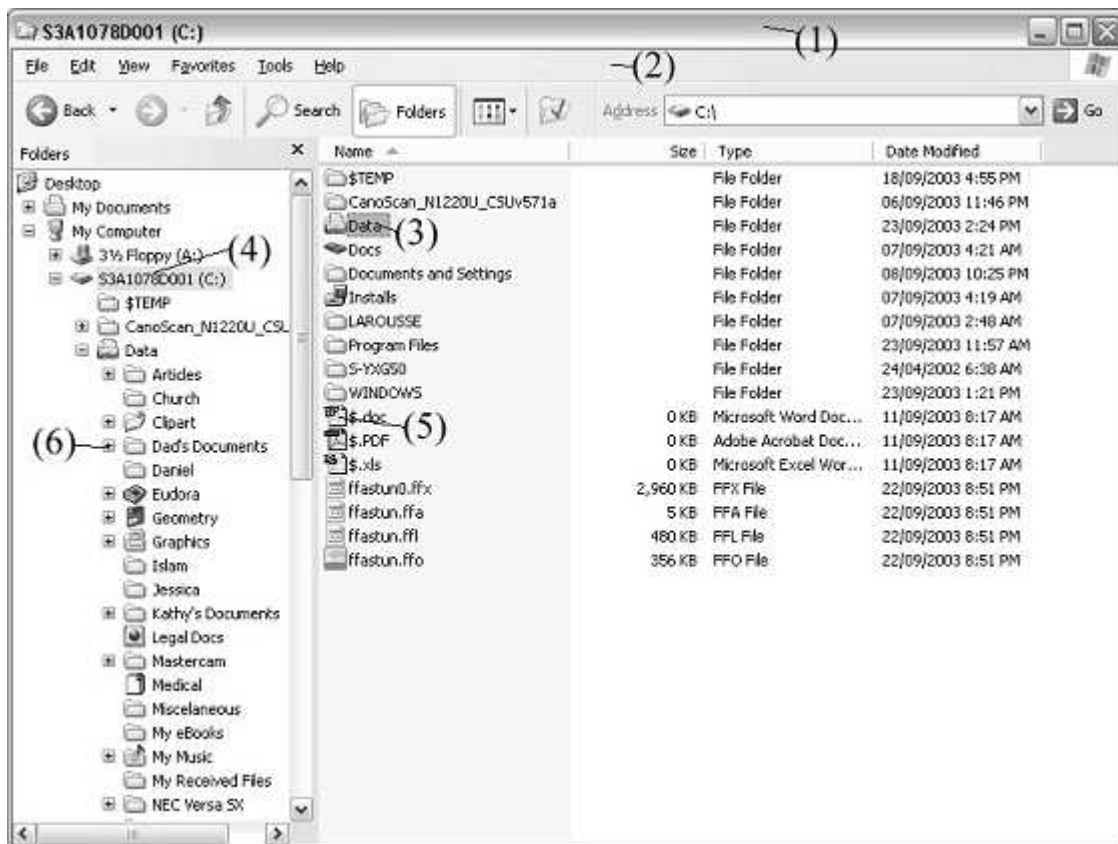 S3A1078D001 (C:)
(1)
File Edit View Favorites Tools Help
(2)
Back Search Folders Address C:\ Go
Folders
Desktop
My Documents
My Computer
3½ Floppy (A:)
(4)
S3A1078D001 (C:)
$TEMP
CanoScan_N1220U_CSU
Data
Articles
Church
Clipart
(6)
Dad's Documents
Daniel
Eudora
Geometry
Graphics
Islam
Jessica
Kathy's Documents
Legal Docs
Mastercam
Medical
Miscelaneous
My eBooks
My Music
My Received Files
NEC Versa SX
Name Size Type Date Modified
$TEMP File Folder 18/09/2003 4:55 PM
CanoScan_N1220U_CSUv571a File Folder 06/09/2003 11:46 PM
Data (3) File Folder 23/09/2003 2:24 PM
Docs File Folder 07/09/2003 4:21 AM
Documents and Settings File Folder 08/09/2003 10:25 PM
Installs File Folder 07/09/2003 4:19 AM
LAROUSSE File Folder 07/09/2003 2:48 AM
Program Files File Folder 23/09/2003 11:57 AM
S-YXG50 File Folder 24/04/2002 6:38 AM
WINDOWS File Folder 23/09/2003 1:21 PM
$.doc (5) 0 KB Microsoft Word Doc... 11/09/2003 8:17 AM
$.PDF 0 KB Adobe Acrobat Doc... 11/09/2003 8:17 AM
$.xls 0 KB Microsoft Excel Wor... 11/09/2003 8:17 AM
ffastun0.ffx 2,960 KB FFX File 22/09/2003 8:51 PM
ffastun.ffa 5 KB FFA File 22/09/2003 8:51 PM
ffastun.ffl 480 KB FFL File 22/09/2003 8:51 PM
ffastun.ffo 356 KB FFO File 22/09/2003 8:51 PM